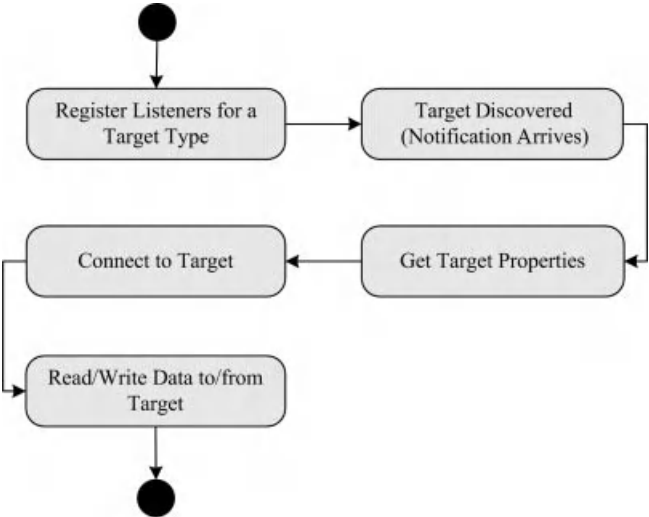 Register Listeners for a
Target Type
Target Discovered
(Notification Arrives)
Get Target Properties
Connect to Target
Read/Write Data to/from
Target